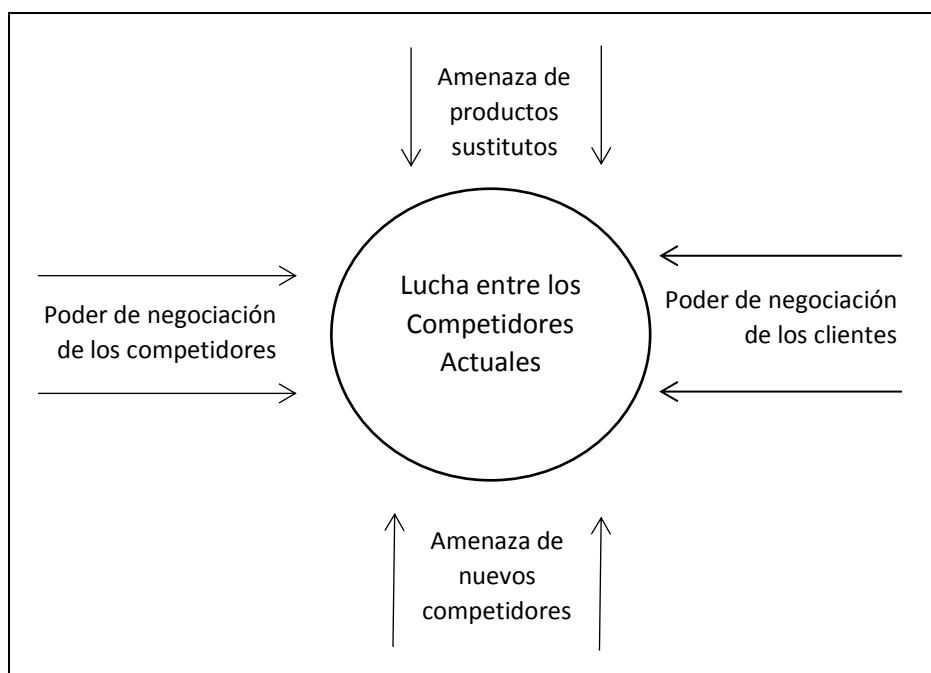 Amenaza de
productos
sustitutos
Poder de negociación
de los competidores
Lucha entre los
Competidores
Actuales
Poder de negociación
de los clientes
Amenaza de
nuevos
competidores